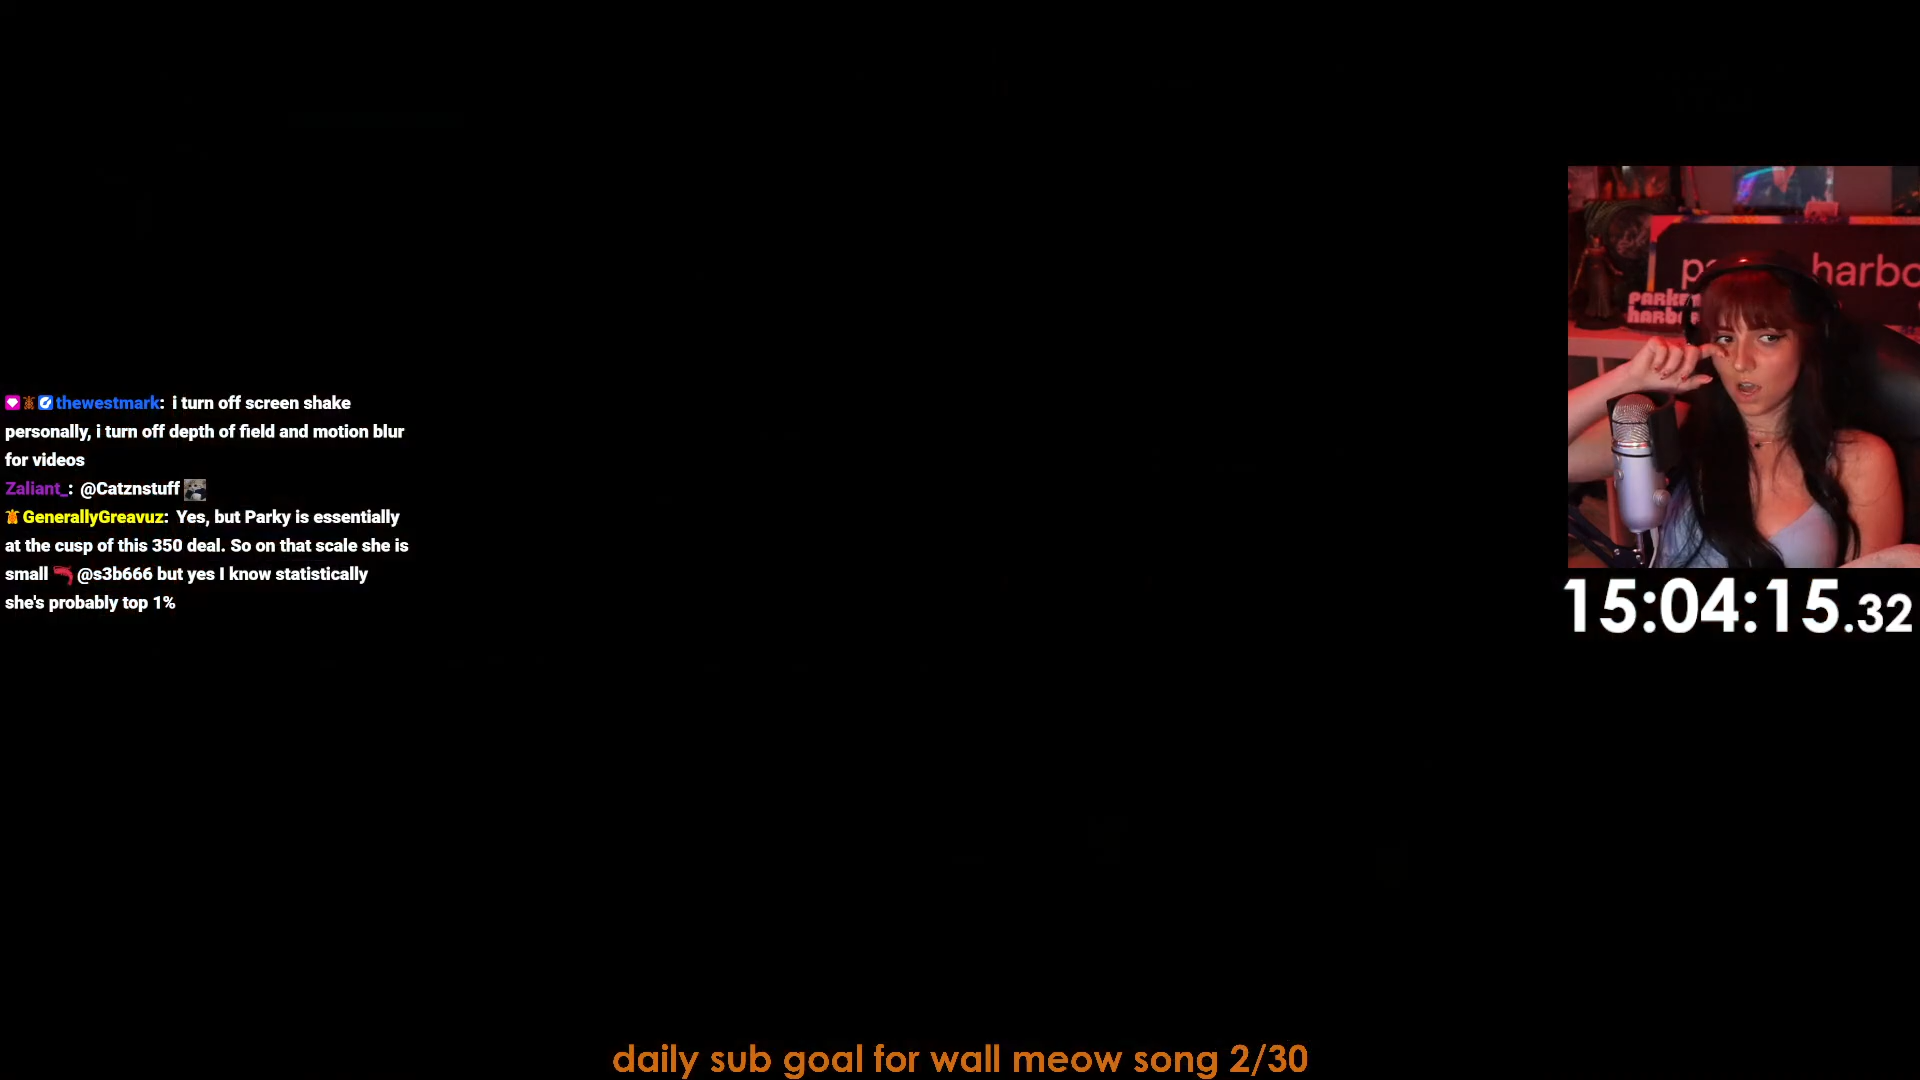 thewestmark: i turn off screen shake
personally, i turn off depth of field and motion blur
for videos
Zaliant_: @Catznstuff
GenerallyGreavuz: Yes, but Parky is essentially
at the cusp of this 350 deal. So on that scale she is
small @s3b666 but yes I know statistically
she's probably top 1%
harbo
15:04:15.32
daily sub goal for wall meow song 2/30